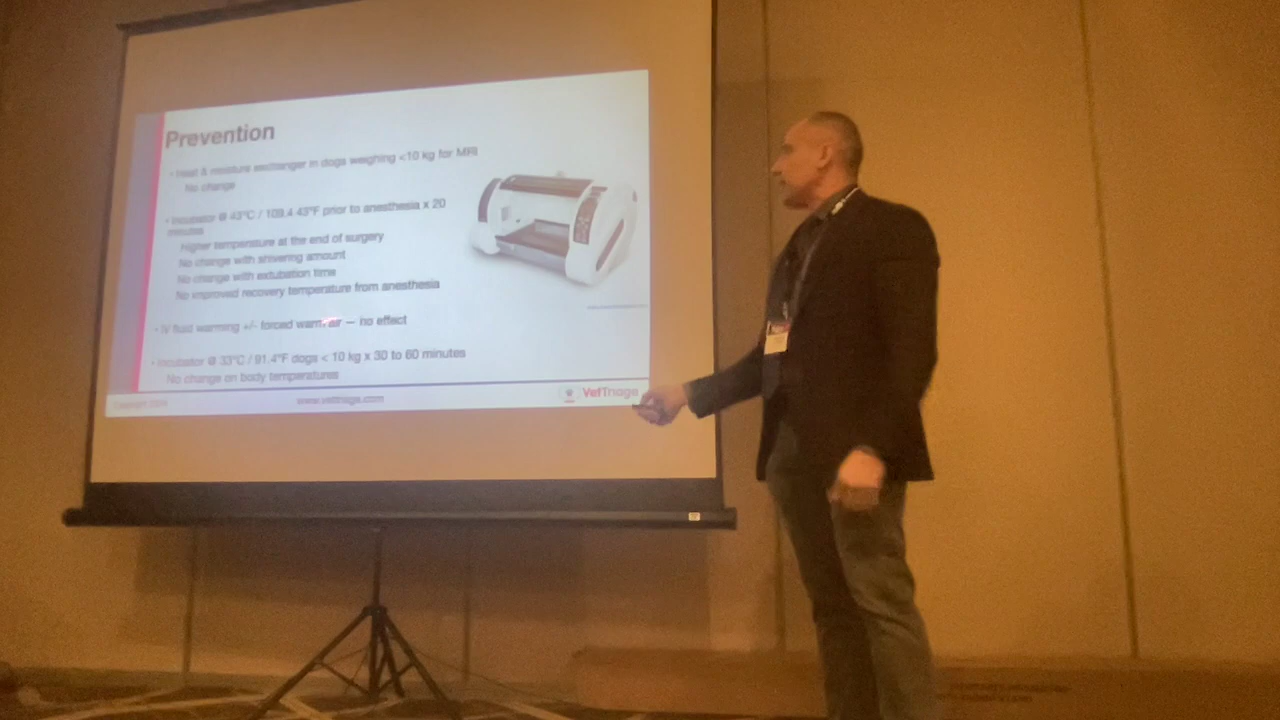 Prevention
• Heat & moisture exchanger in dogs weighing <10 kg for MRI
No change
• Incubator @ 43°C / 109.4 43°F prior to anesthesia x 20
minutes
Higher temperature at the end of surgery
No change with shivering amount
No change with extubation time
No improved recovery temperature from anesthesia
• IV fluid warming +/- forced warm air — no effect
• Incubator @ 33°C / 91.4°F dogs < 10 kg x 30 to 60 minutes
No change on body temperatures
Copyright
www.vettriage.com
VetTriage